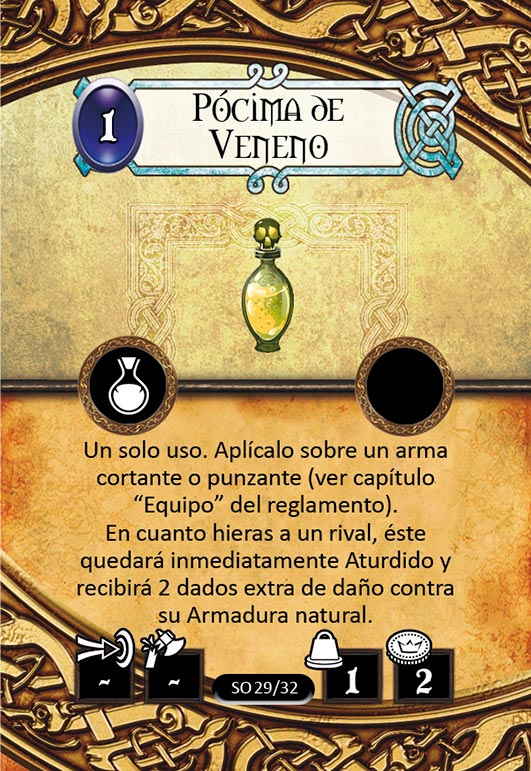 1
PÓCIMA DE
VENENO
Un solo uso. Aplícalo sobre un arma
cortante o punzante (ver capítulo
“Equipo” del reglamento).
En cuanto hieras a un rival, éste
quedará inmediatamente Aturdido y
recibirá 2 dados extra de daño contra
su Armadura natural.
-
-
SO29/32
1
2